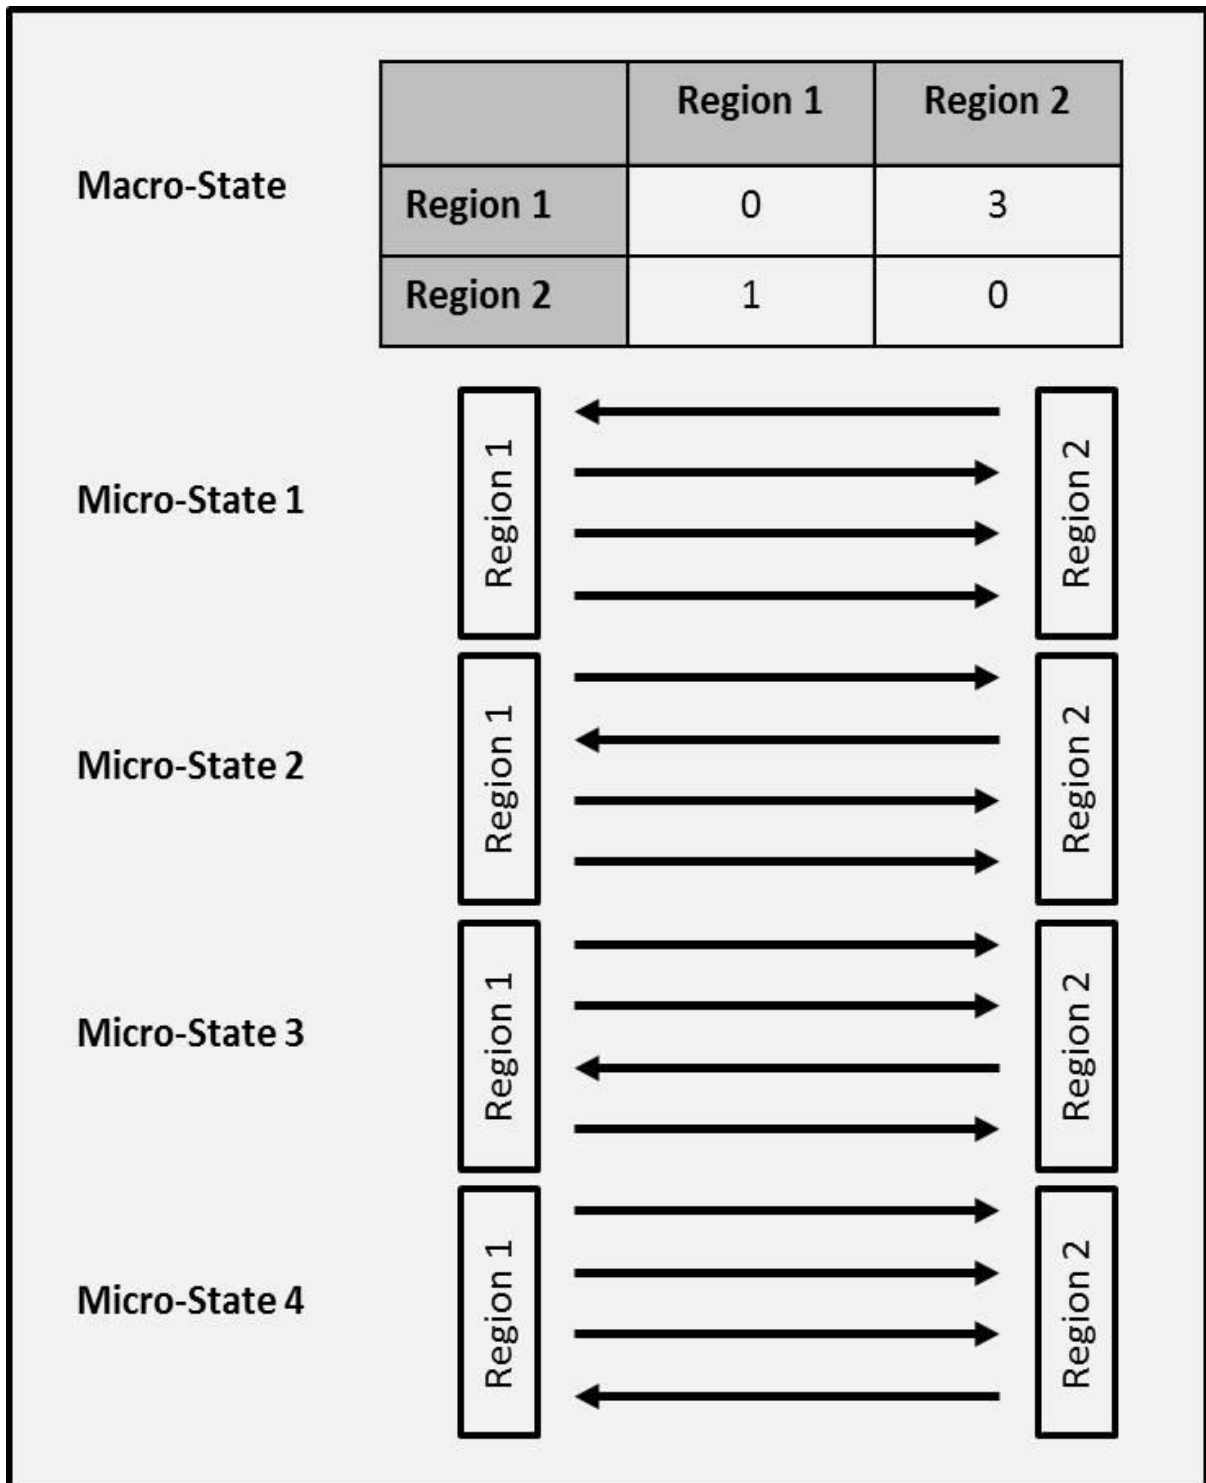 Region 1 Region 2
Macro-State
Region 1 0 3
Region 2 1 0
Micro-State 1
Region 1
Region 2
Micro-State 2
Region 1
Region 2
Micro-State 3
Region 1
Region 2
Micro-State 4
Region 1
Region 2